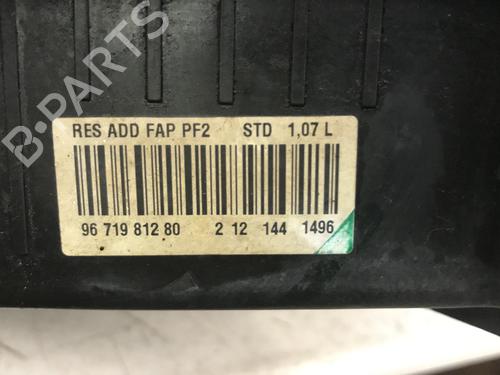 B-PARTS
RES ADD FAP PF2 STD 1,07 L
96 719 812 80 2 12 144 1496